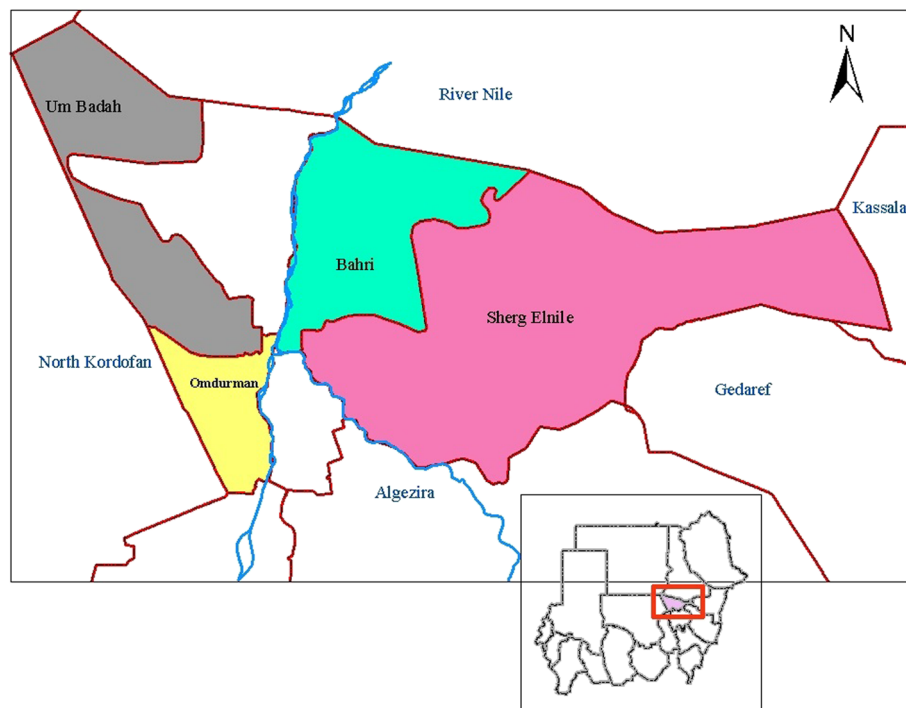 N
River Nile
Um Badah
Kassala
Bahri
Sherg Elnile
North Kordofan
Omdurman
Gedaref
Algezira